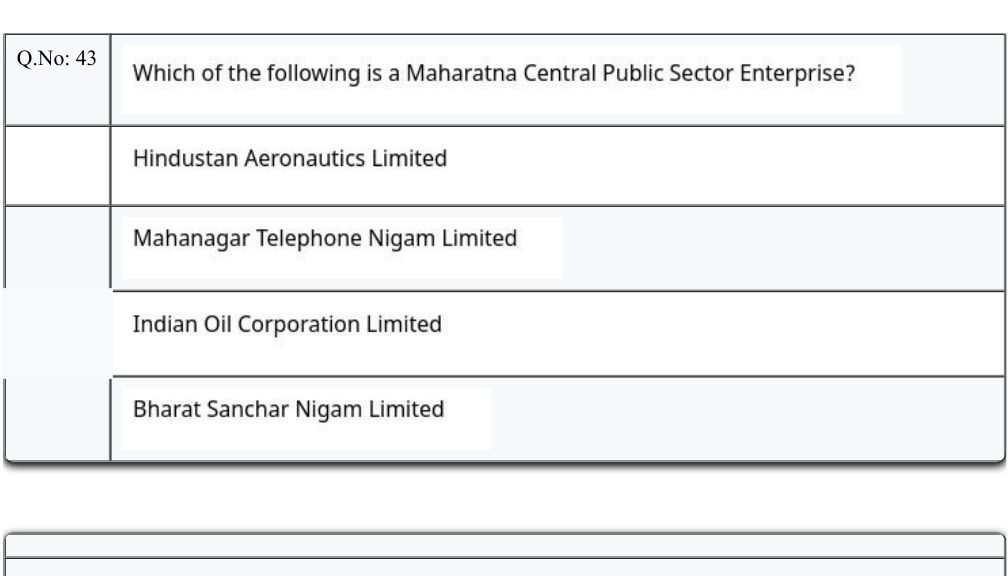 Q.No: 43
Which of the following is a Maharatna Central Public Sector Enterprise?
Hindustan Aeronautics Limited
Mahanagar Telephone Nigam Limited
Indian Oil Corporation Limited
Bharat Sanchar Nigam Limited